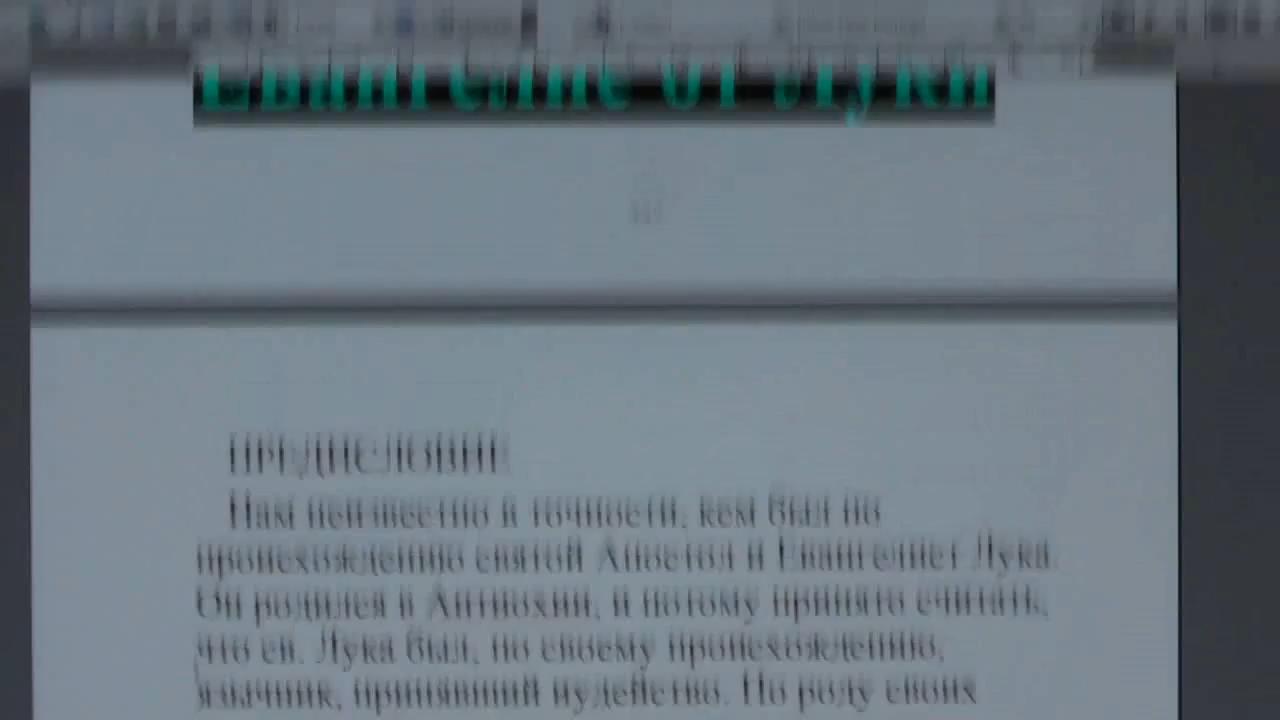 Евангелие от Луки
ПРЕДИСЛОВИЕ
Нам неизвестно в точности, кем был по
происхождению святой Апостол и Евангелист Лука.
Он родился в Антиохии, и потому принято считать,
что св. Лука был, по своему происхождению,
язычник, принявший иудейство. По роду своих